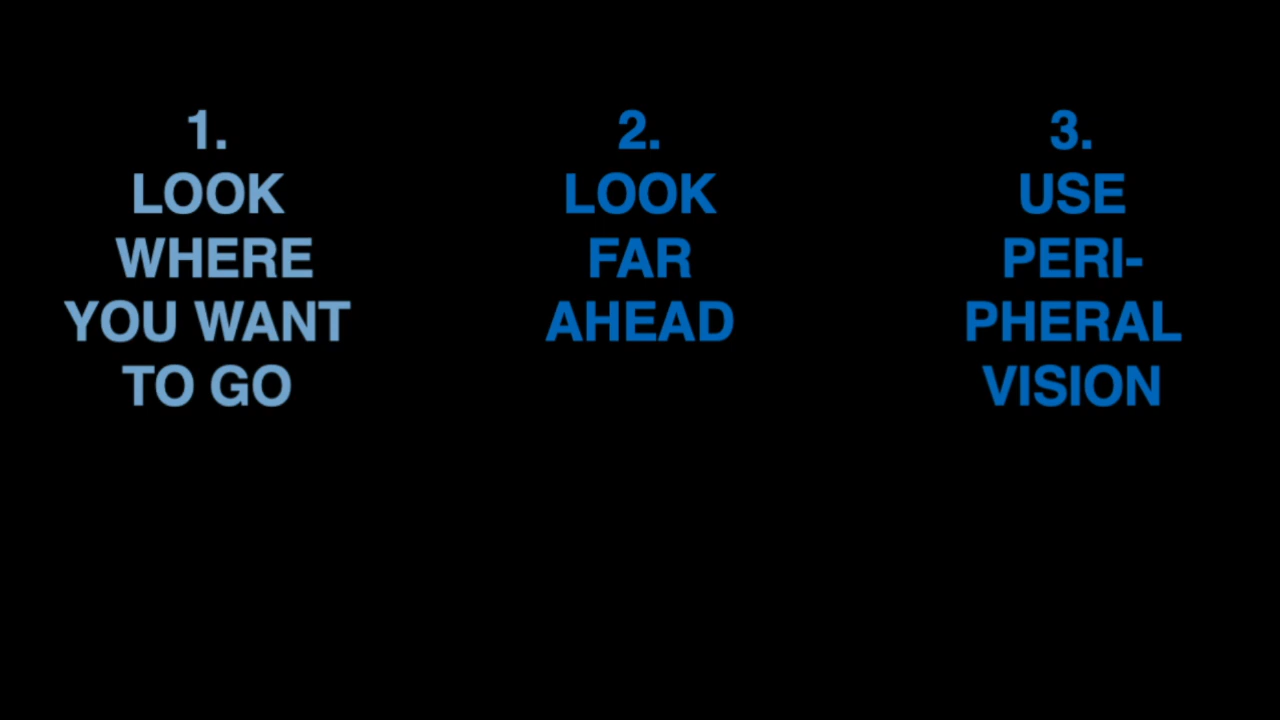 1.
LOOK
WHERE
YOU WANT
TO GO
2.
LOOK
FAR
AHEAD
3.
USE
PERI-
PHERAL
VISION